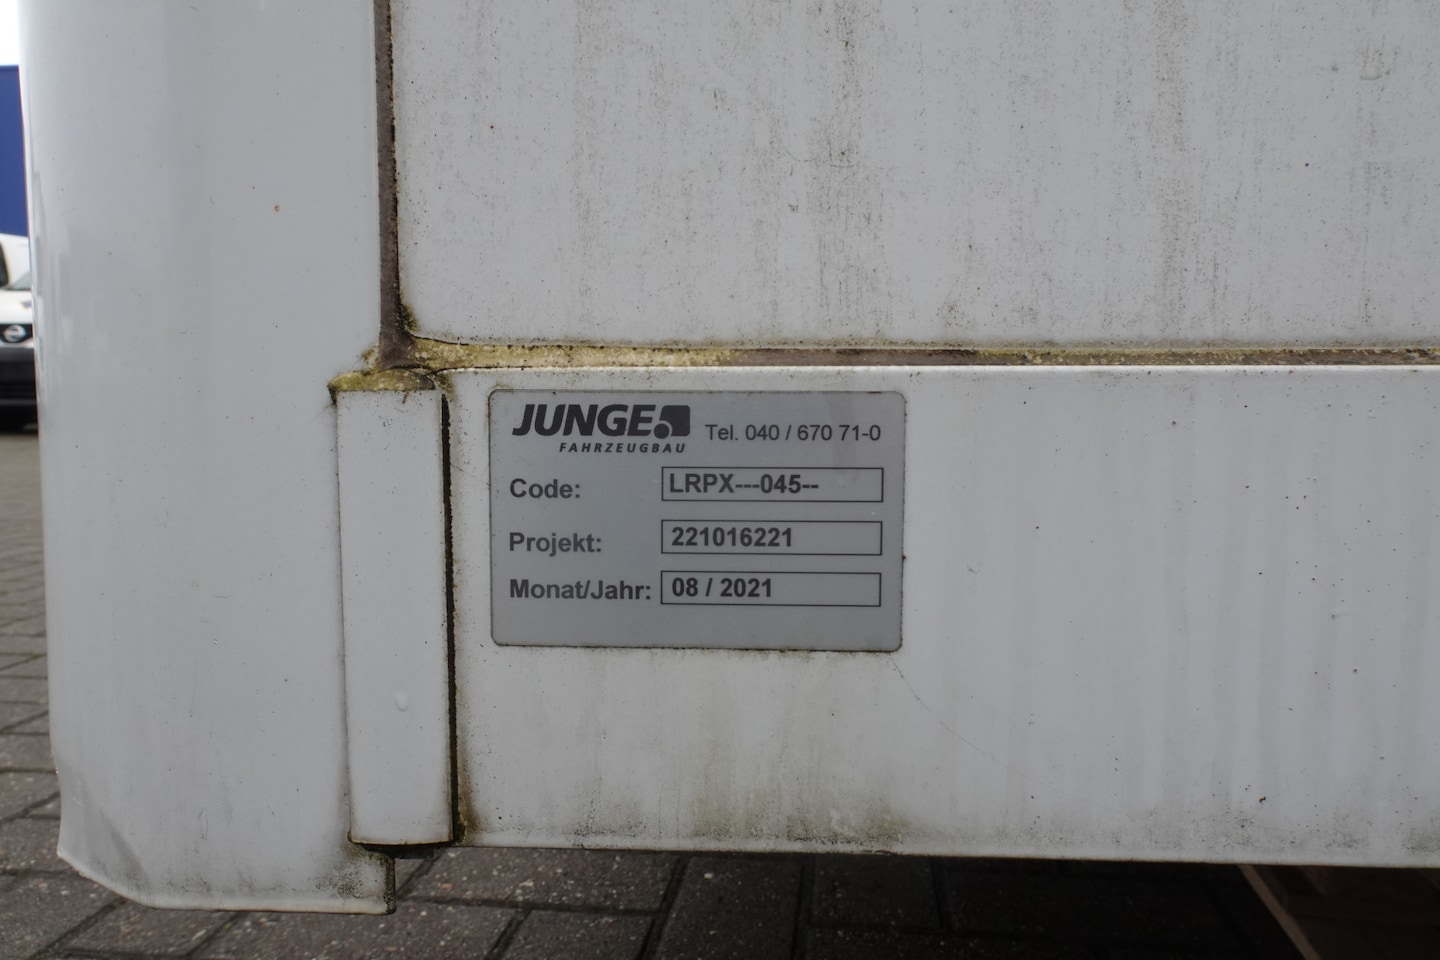 JUNGE
FAHRZEUGBAU
Tel. 040 / 670 71-0
Code: LRPX---045--
Projekt: 221016221
Monat/Jahr: 08 / 2021